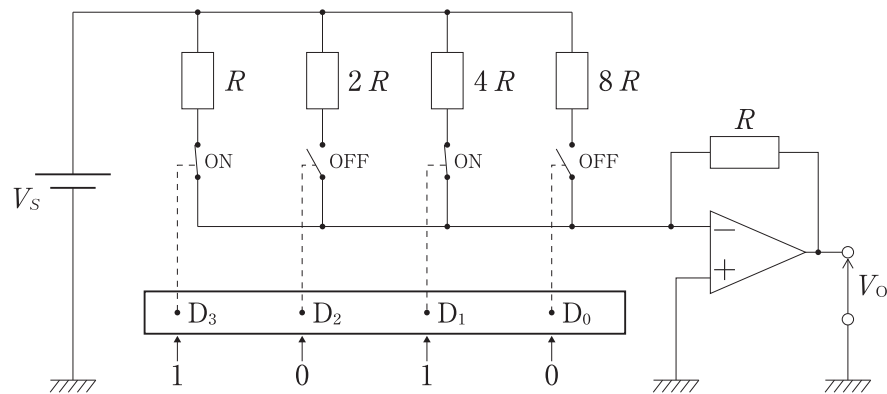 R 2 R 4 R 8 R
R
ON OFF ON OFF
V_S
− +
V_O
D₃ D₂ D₁ D₀
1 0 1 0